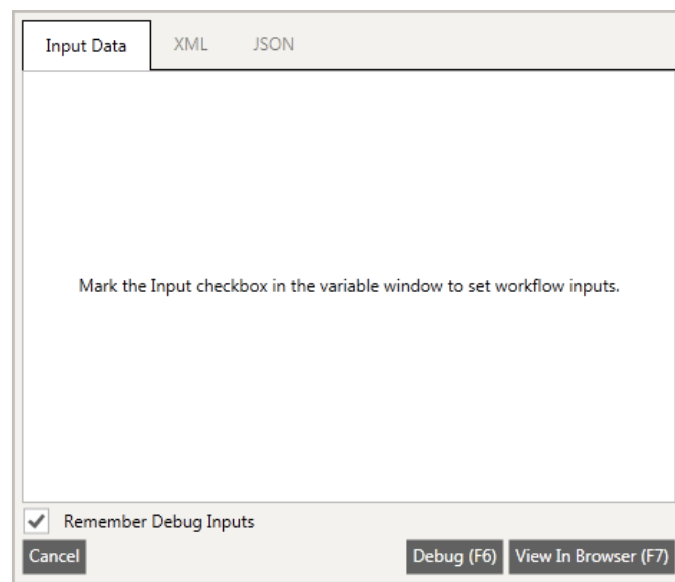 Input Data XML JSON
Mark the Input checkbox in the variable window to set workflow inputs.
Remember Debug Inputs
Cancel Debug (F6) View In Browser (F7)